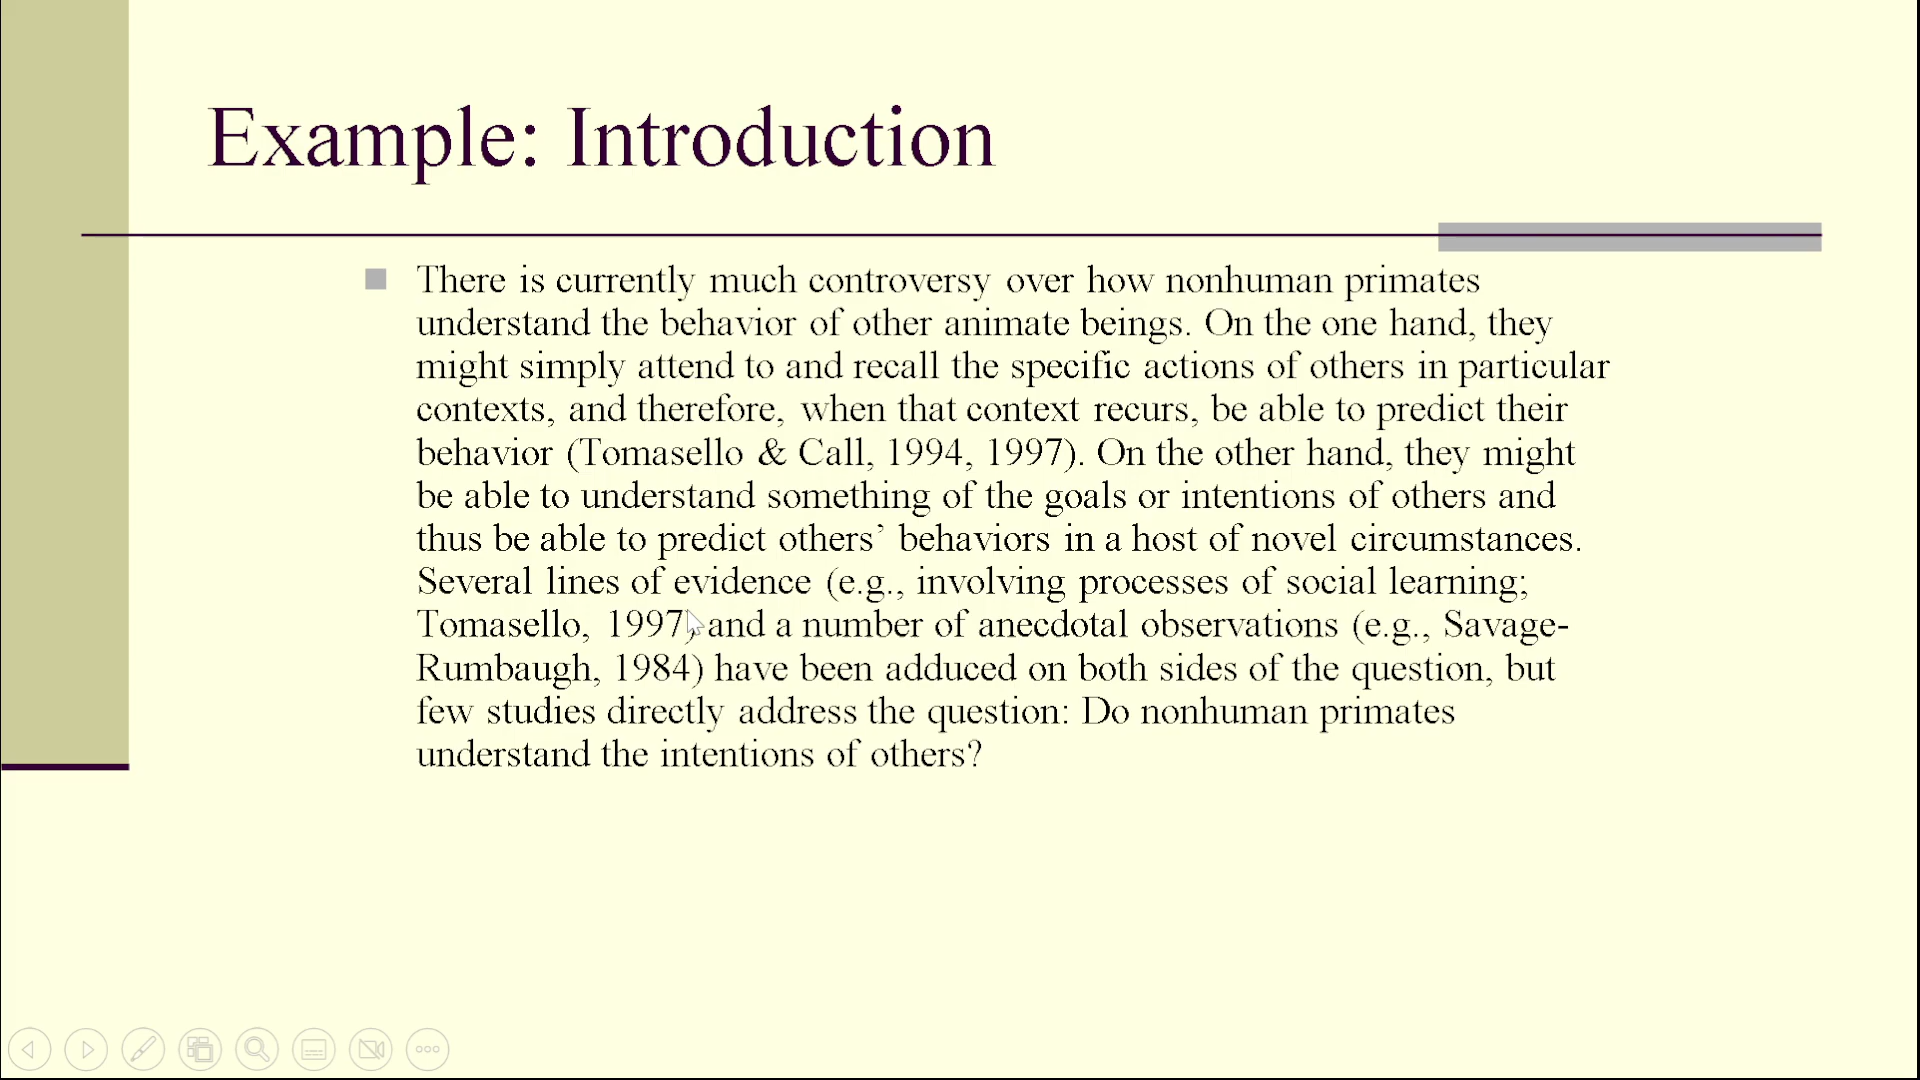 Example: Introduction
There is currently much controversy over how nonhuman primates
understand the behavior of other animate beings. On the one hand, they
might simply attend to and recall the specific actions of others in particular
contexts, and therefore, when that context recurs, be able to predict their
behavior (Tomasello & Call, 1994, 1997). On the other hand, they might
be able to understand something of the goals or intentions of others and
thus be able to predict others’ behaviors in a host of novel circumstances.
Several lines of evidence (e.g., involving processes of social learning;
Tomasello, 1997) and a number of anecdotal observations (e.g., Savage-
Rumbaugh, 1984) have been adduced on both sides of the question, but
few studies directly address the question: Do nonhuman primates
understand the intentions of others?